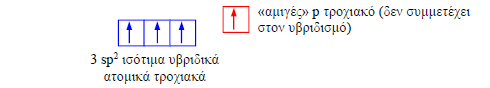 «αμιγές» p τροχιακό (δεν συμμετέχει
στον υβριδισμό)
3 sp² ισότιμα υβριδικά
ατομικά τροχιακά